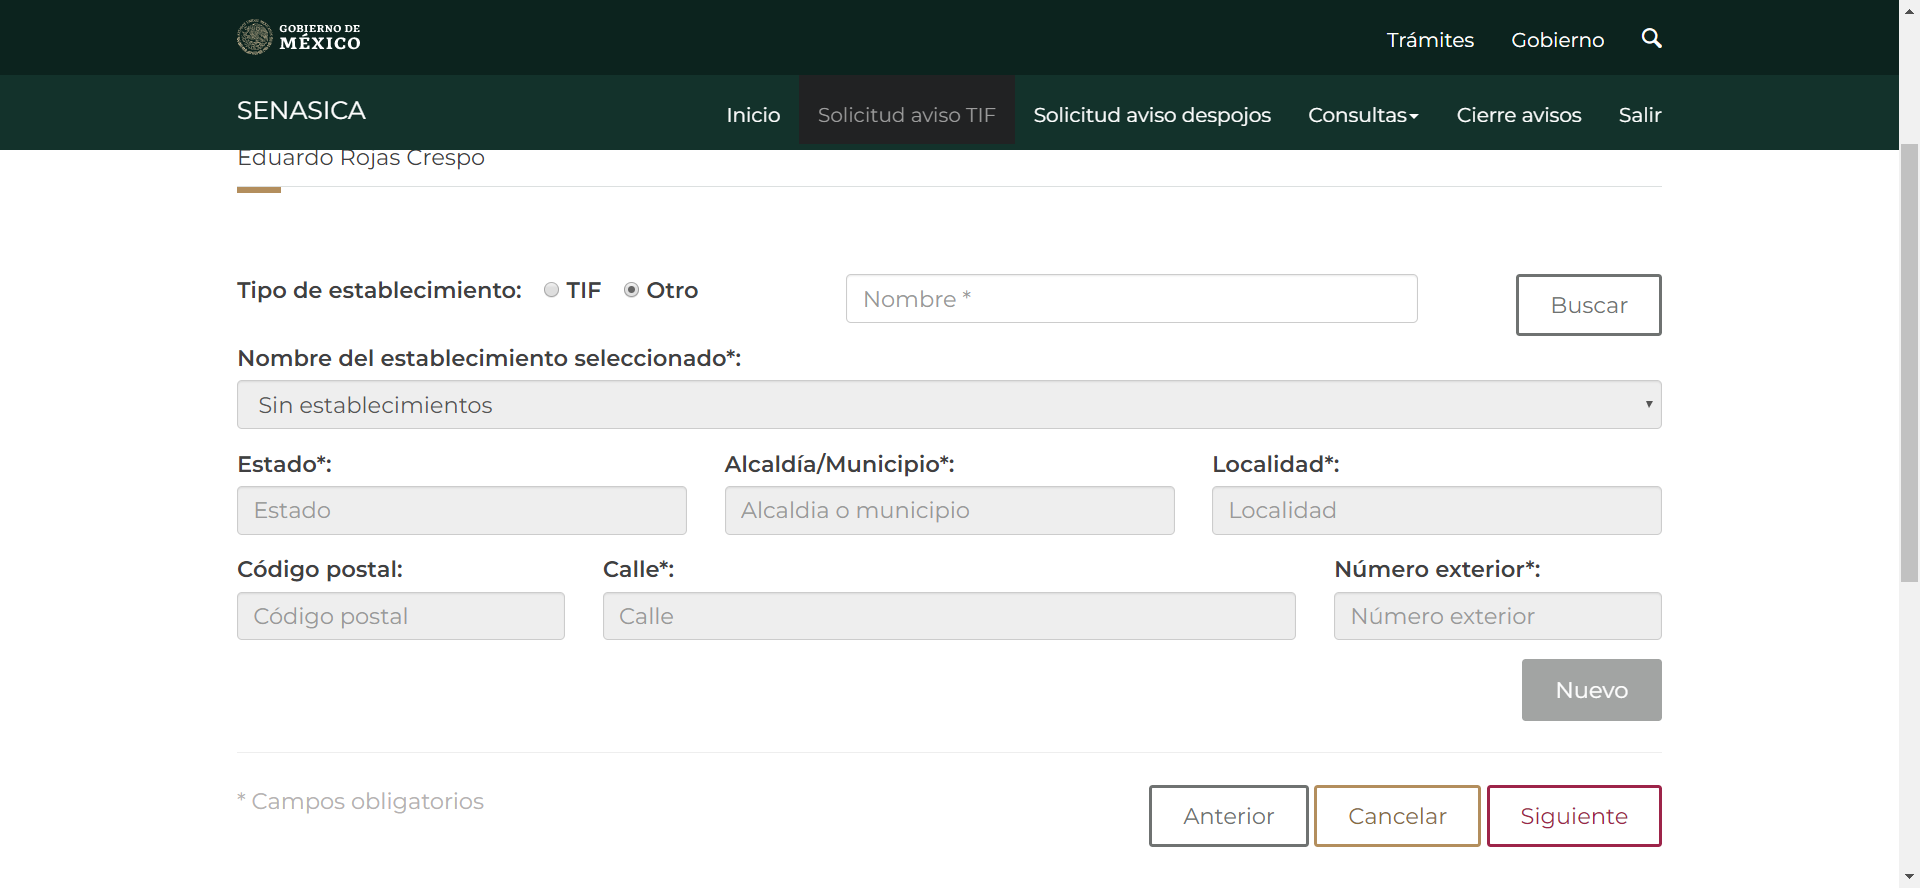 GOBIERNO DE
MÉXICO
Trámites
Gobierno
SENASICA
Inicio
Solicitud aviso TIF
Solicitud aviso despojos
Consultas
Cierre avisos
Salir
Eduardo Rojas Crespo
Tipo de establecimiento:
TIF
Otro
Nombre *
Buscar
Nombre del establecimiento seleccionado*:
Sin establecimientos
Estado*:
Alcaldía/Municipio*:
Localidad*:
Estado
Alcaldia o municipio
Localidad
Código postal:
Calle*:
Número exterior*:
Código postal
Calle
Número exterior
Nuevo
* Campos obligatorios
Anterior
Cancelar
Siguiente